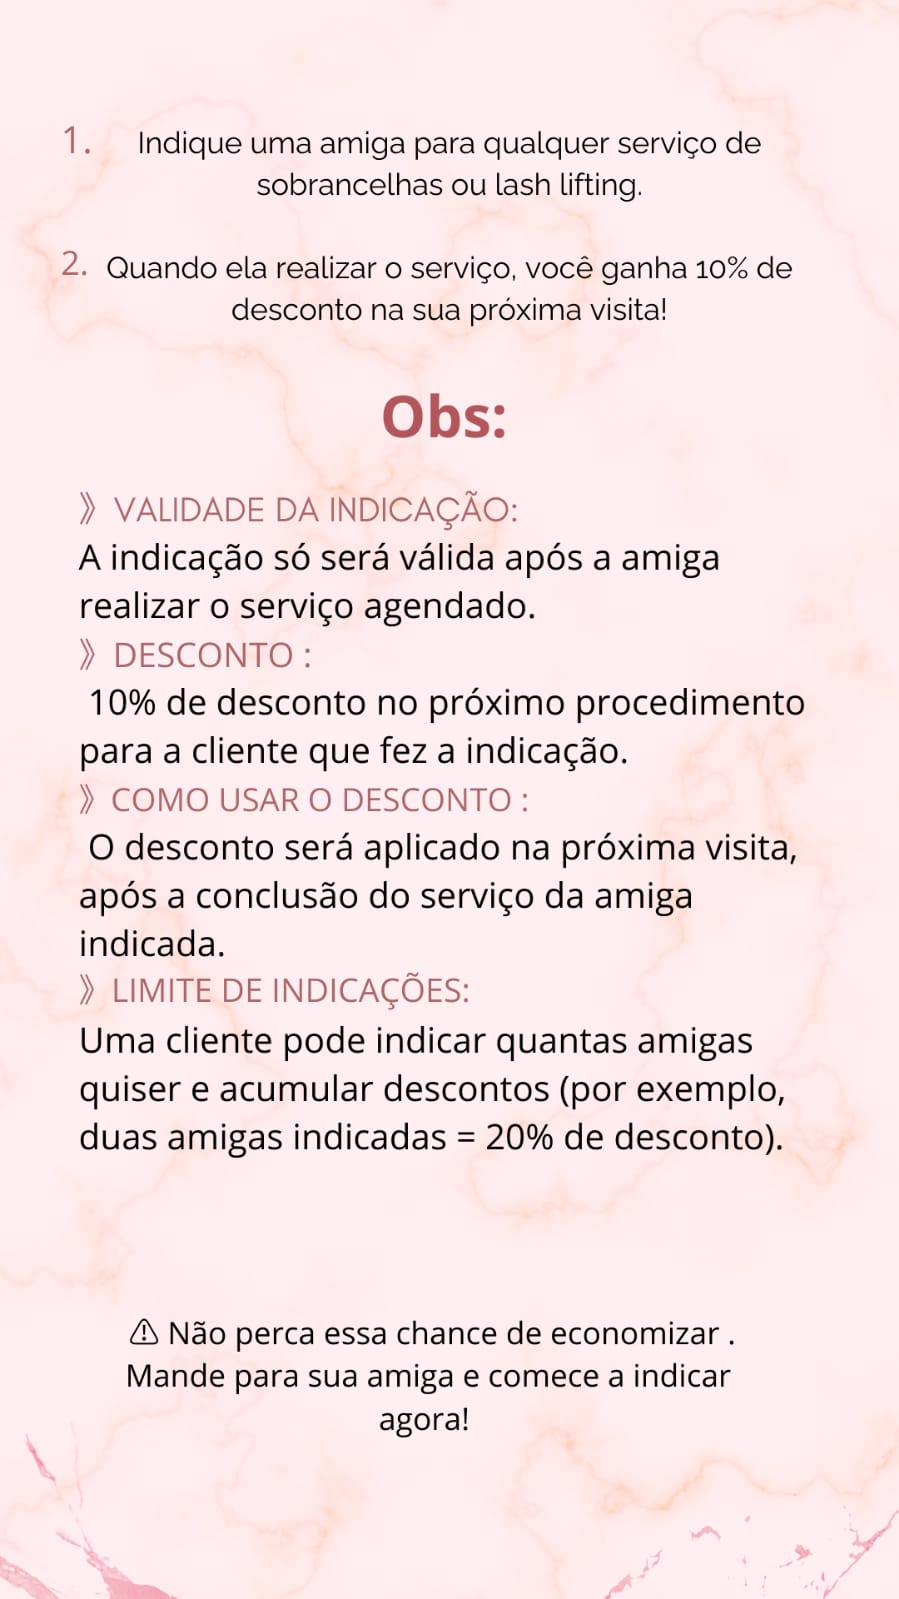 1. Indique uma amiga para qualquer serviço de
sobrancelhas ou lash lifting.
2. Quando ela realizar o serviço, você ganha 10% de
desconto na sua próxima visita!
Obs:
》VALIDADE DA INDICAÇÃO:
A indicação só será válida após a amiga
realizar o serviço agendado.
》DESCONTO :
10% de desconto no próximo procedimento
para a cliente que fez a indicação.
》COMO USAR O DESCONTO :
O desconto será aplicado na próxima visita,
após a conclusão do serviço da amiga
indicada.
》LIMITE DE INDICAÇÕES:
Uma cliente pode indicar quantas amigas
quiser e acumular descontos (por exemplo,
duas amigas indicadas = 20% de desconto).
⚠ Não perca essa chance de economizar .
Mande para sua amiga e comece a indicar
agora!